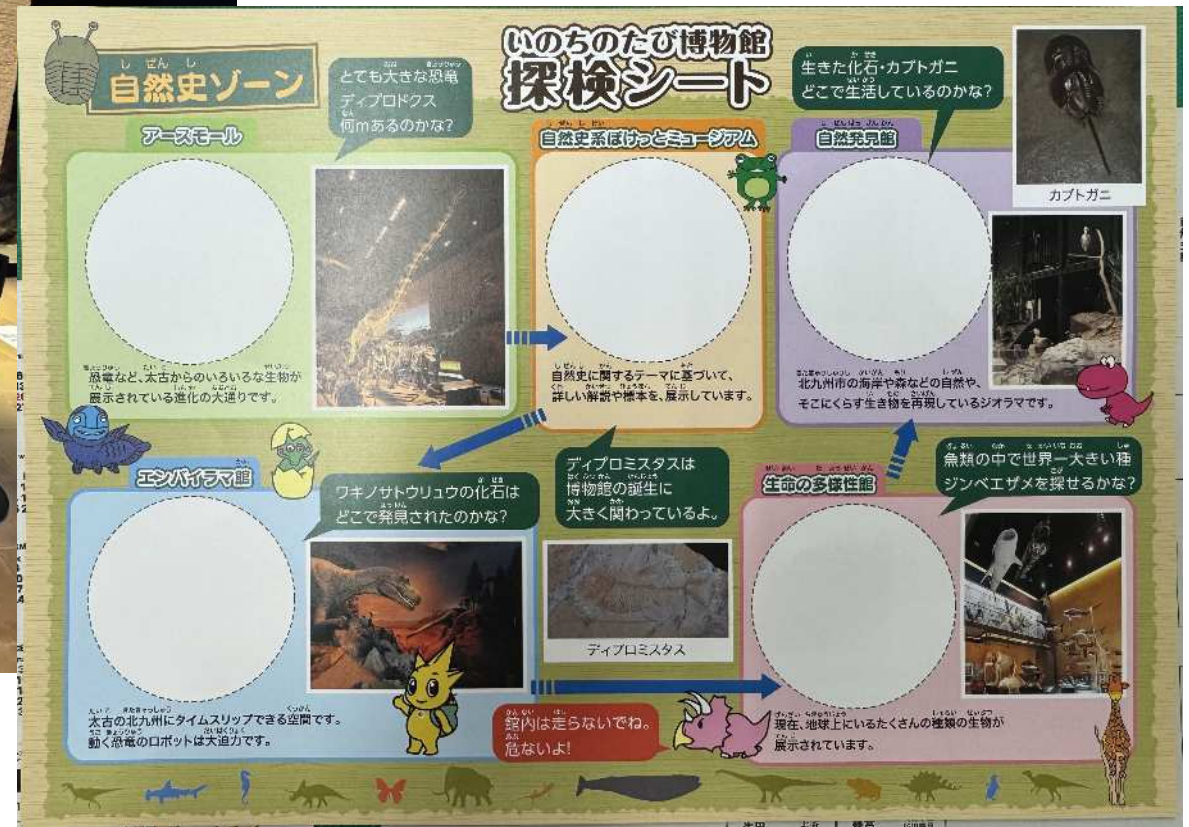 いのちのたび博物館
探検シート
自然史ゾーン
とても大きな恐竜
ディプロドクス
何mあるのかな?
アースモール
恐竜など、太古からのいろいろな生物が
展示されている進化の大通りです。
自然史系ぽけっとミュージアム
自然史に関するテーマに基づいて、
詳しい解説や標本を、展示しています。
生きた化石・カブトガニ
どこで生活しているのかな?
カブトガニ
自然発見館
北九州市の海岸や森などの自然や、
そこにくらす生き物を再現しているジオラマです。
エンバイラマ館
ワキノサトウリュウの化石は
どこで発見されたのかな?
太古の北九州にタイムスリップできる空間です。
動く恐竜のロボットは大迫力です。
ディプロミスタスは
博物館の誕生に
大きく関わっているよ。
ディプロミスタス
館内は走らないでね。
危ないよ!
生命の多様性館
魚類の中で世界一大きい種
ジンベエザメを探せるかな?
現在、地球上にいるたくさんの種類の生物が
展示されています。